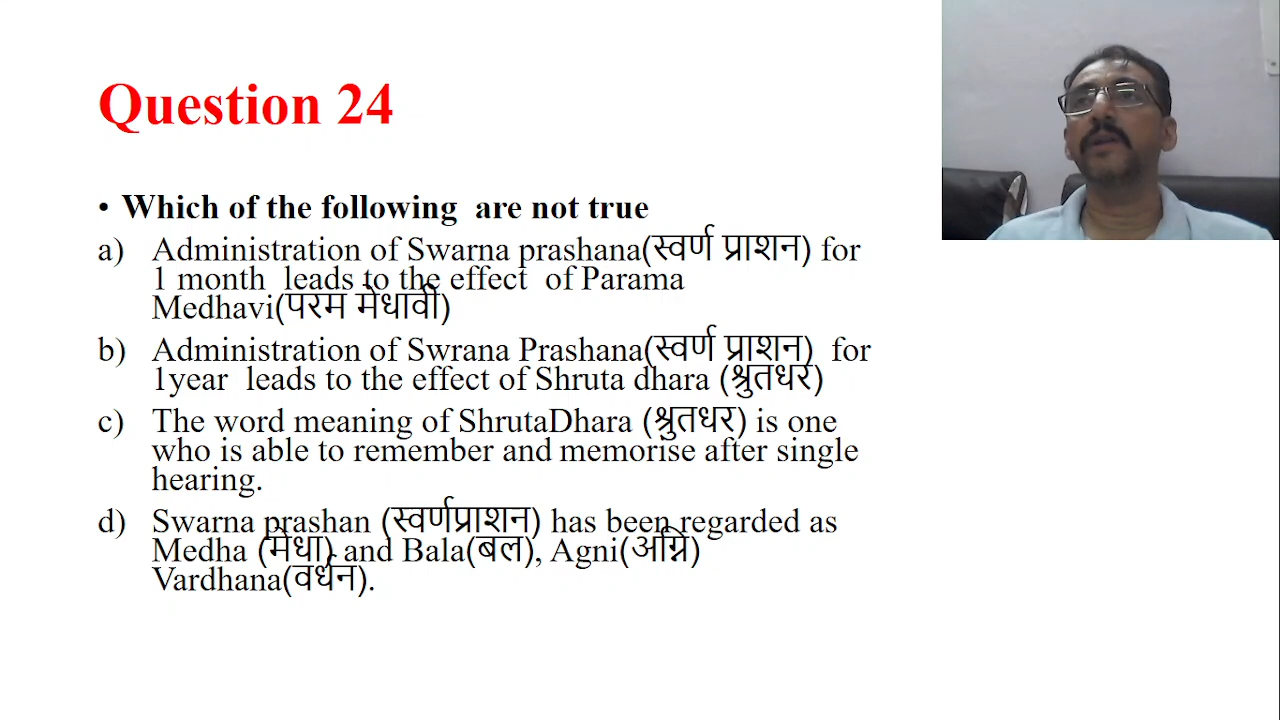 Question 24
• Which of the following  are not true
a) Administration of Swarna prashana(स्वर्ण प्राशन) for
1 month  leads to the effect  of Parama
Medhavi(परम मेधावी)
b) Administration of Swrana Prashana(स्वर्ण प्राशन)  for
1year  leads to the effect of Shruta dhara (श्रुतधर)
c) The word meaning of ShrutaDhara (श्रुतधर) is one
who is able to remember and memorise after single
hearing.
d) Swarna prashan (स्वर्णप्राशन) has been regarded as
Medha (मेधा) and Bala(बल), Agni(अग्नि)
Vardhana(वर्धन).